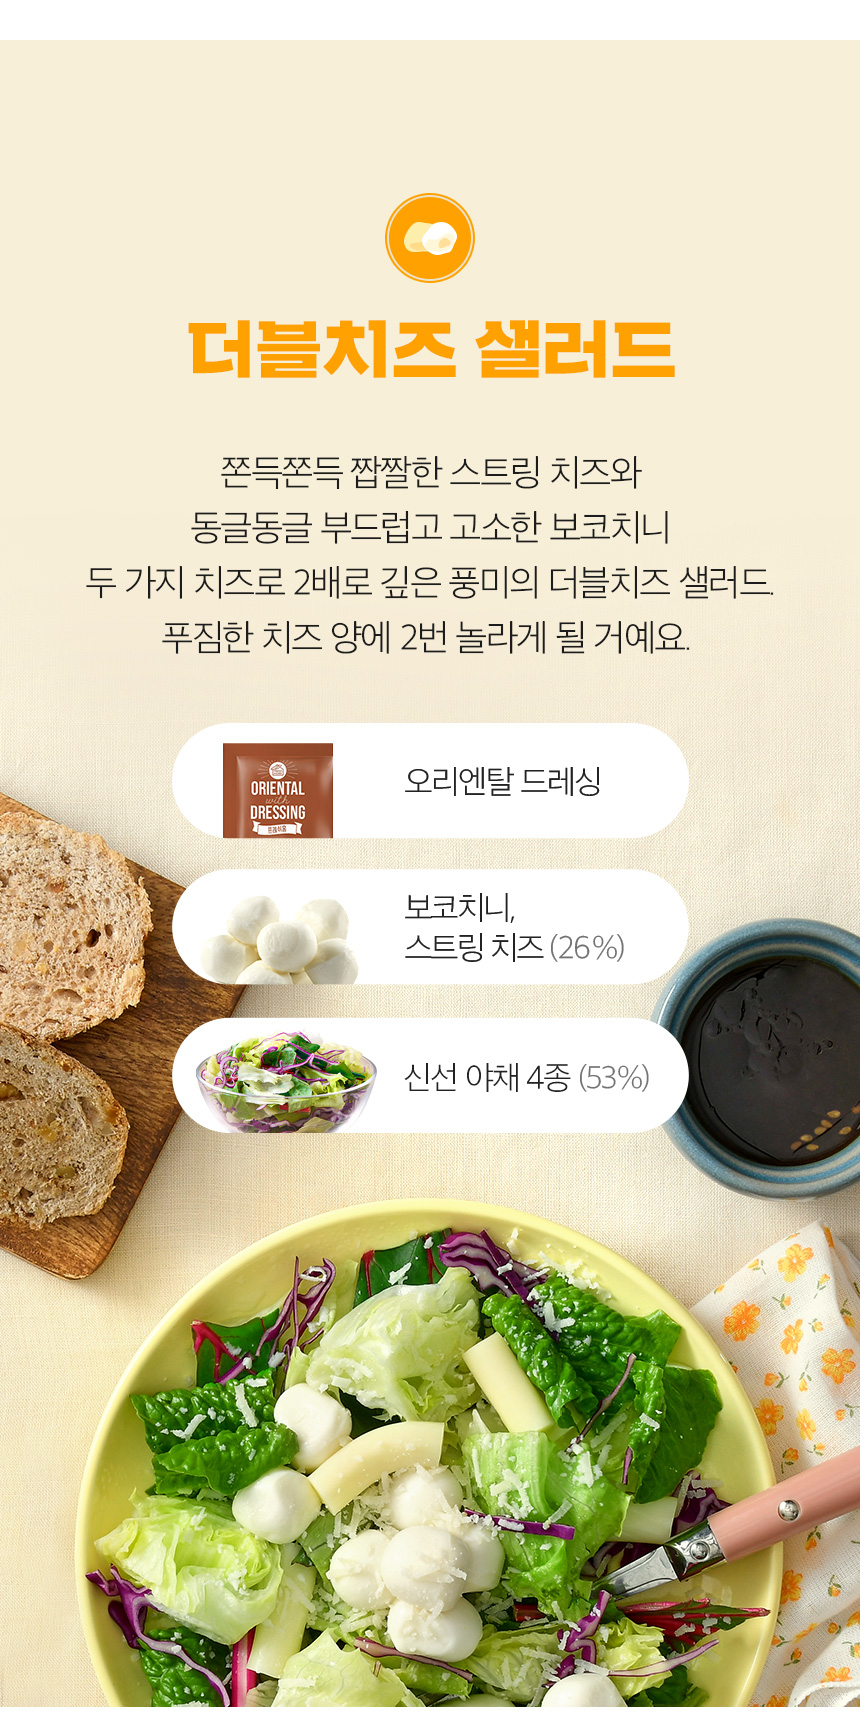 더블치즈 샐러드
쫀득쫀득 짭짤한 스트링 치즈와
동글동글 부드럽고 고소한 보코치니
두 가지 치즈로 2배로 깊은 풍미의 더블치즈 샐러드.
푸짐한 치즈 양에 2번 놀라게 될 거예요.
ORIENTAL
with
DRESSING
프레시움
오리엔탈 드레싱
보코치니,
스트링 치즈 (26%)
신선 야채 4종 (53%)